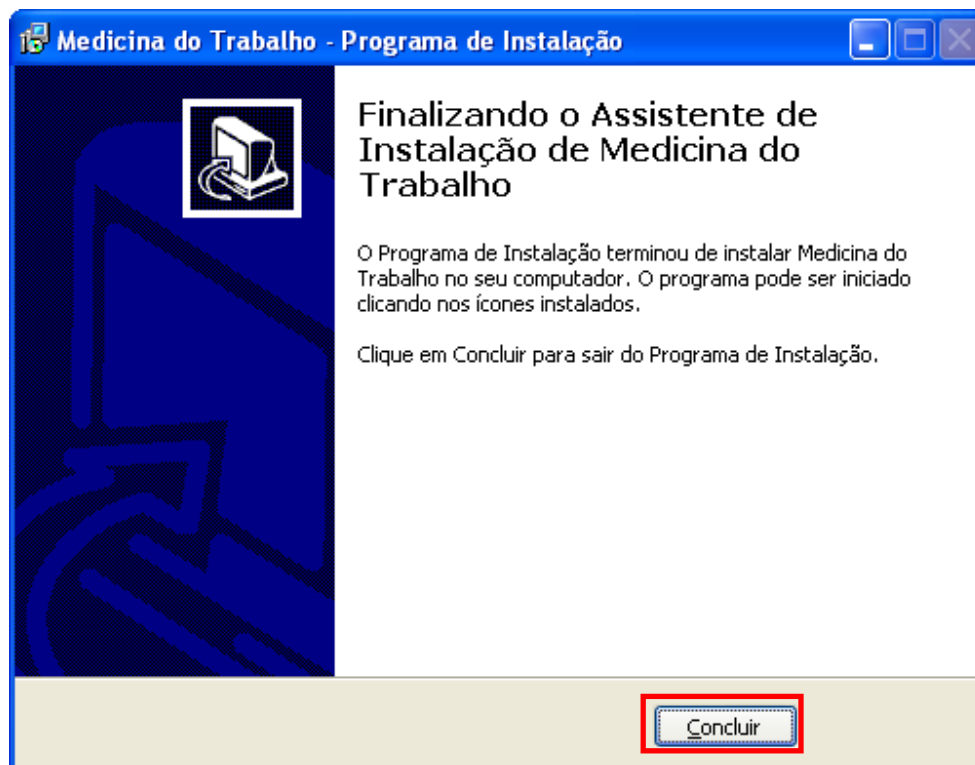 Medicina do Trabalho - Programa de Instalação
Finalizando o Assistente de
Instalação de Medicina do
Trabalho
O Programa de Instalação terminou de instalar Medicina do
Trabalho no seu computador. O programa pode ser iniciado
clicando nos ícones instalados.
Clique em Concluir para sair do Programa de Instalação.
Concluir